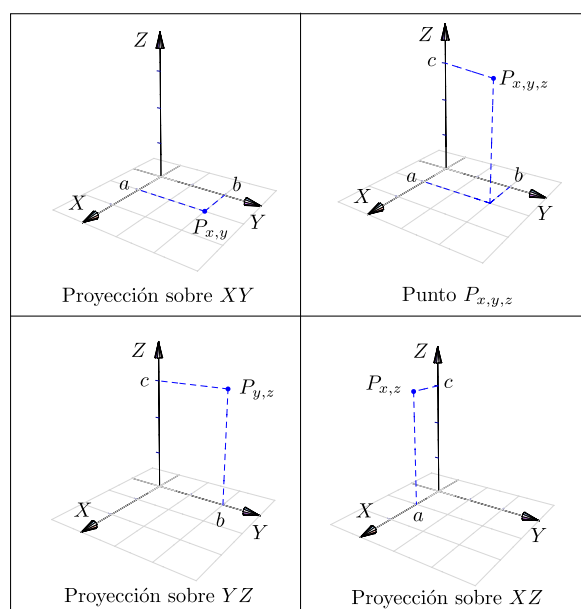 Z
X
a
b
Y
P_{x,y}
Proyección sobre XY
Z
c
P_{x,y,z}
X
a
b
Y
Punto P_{x,y,z}
Z
c
P_{y,z}
X
b
Y
Proyección sobre YZ
Z
P_{x,z}
c
X
a
Y
Proyección sobre XZ